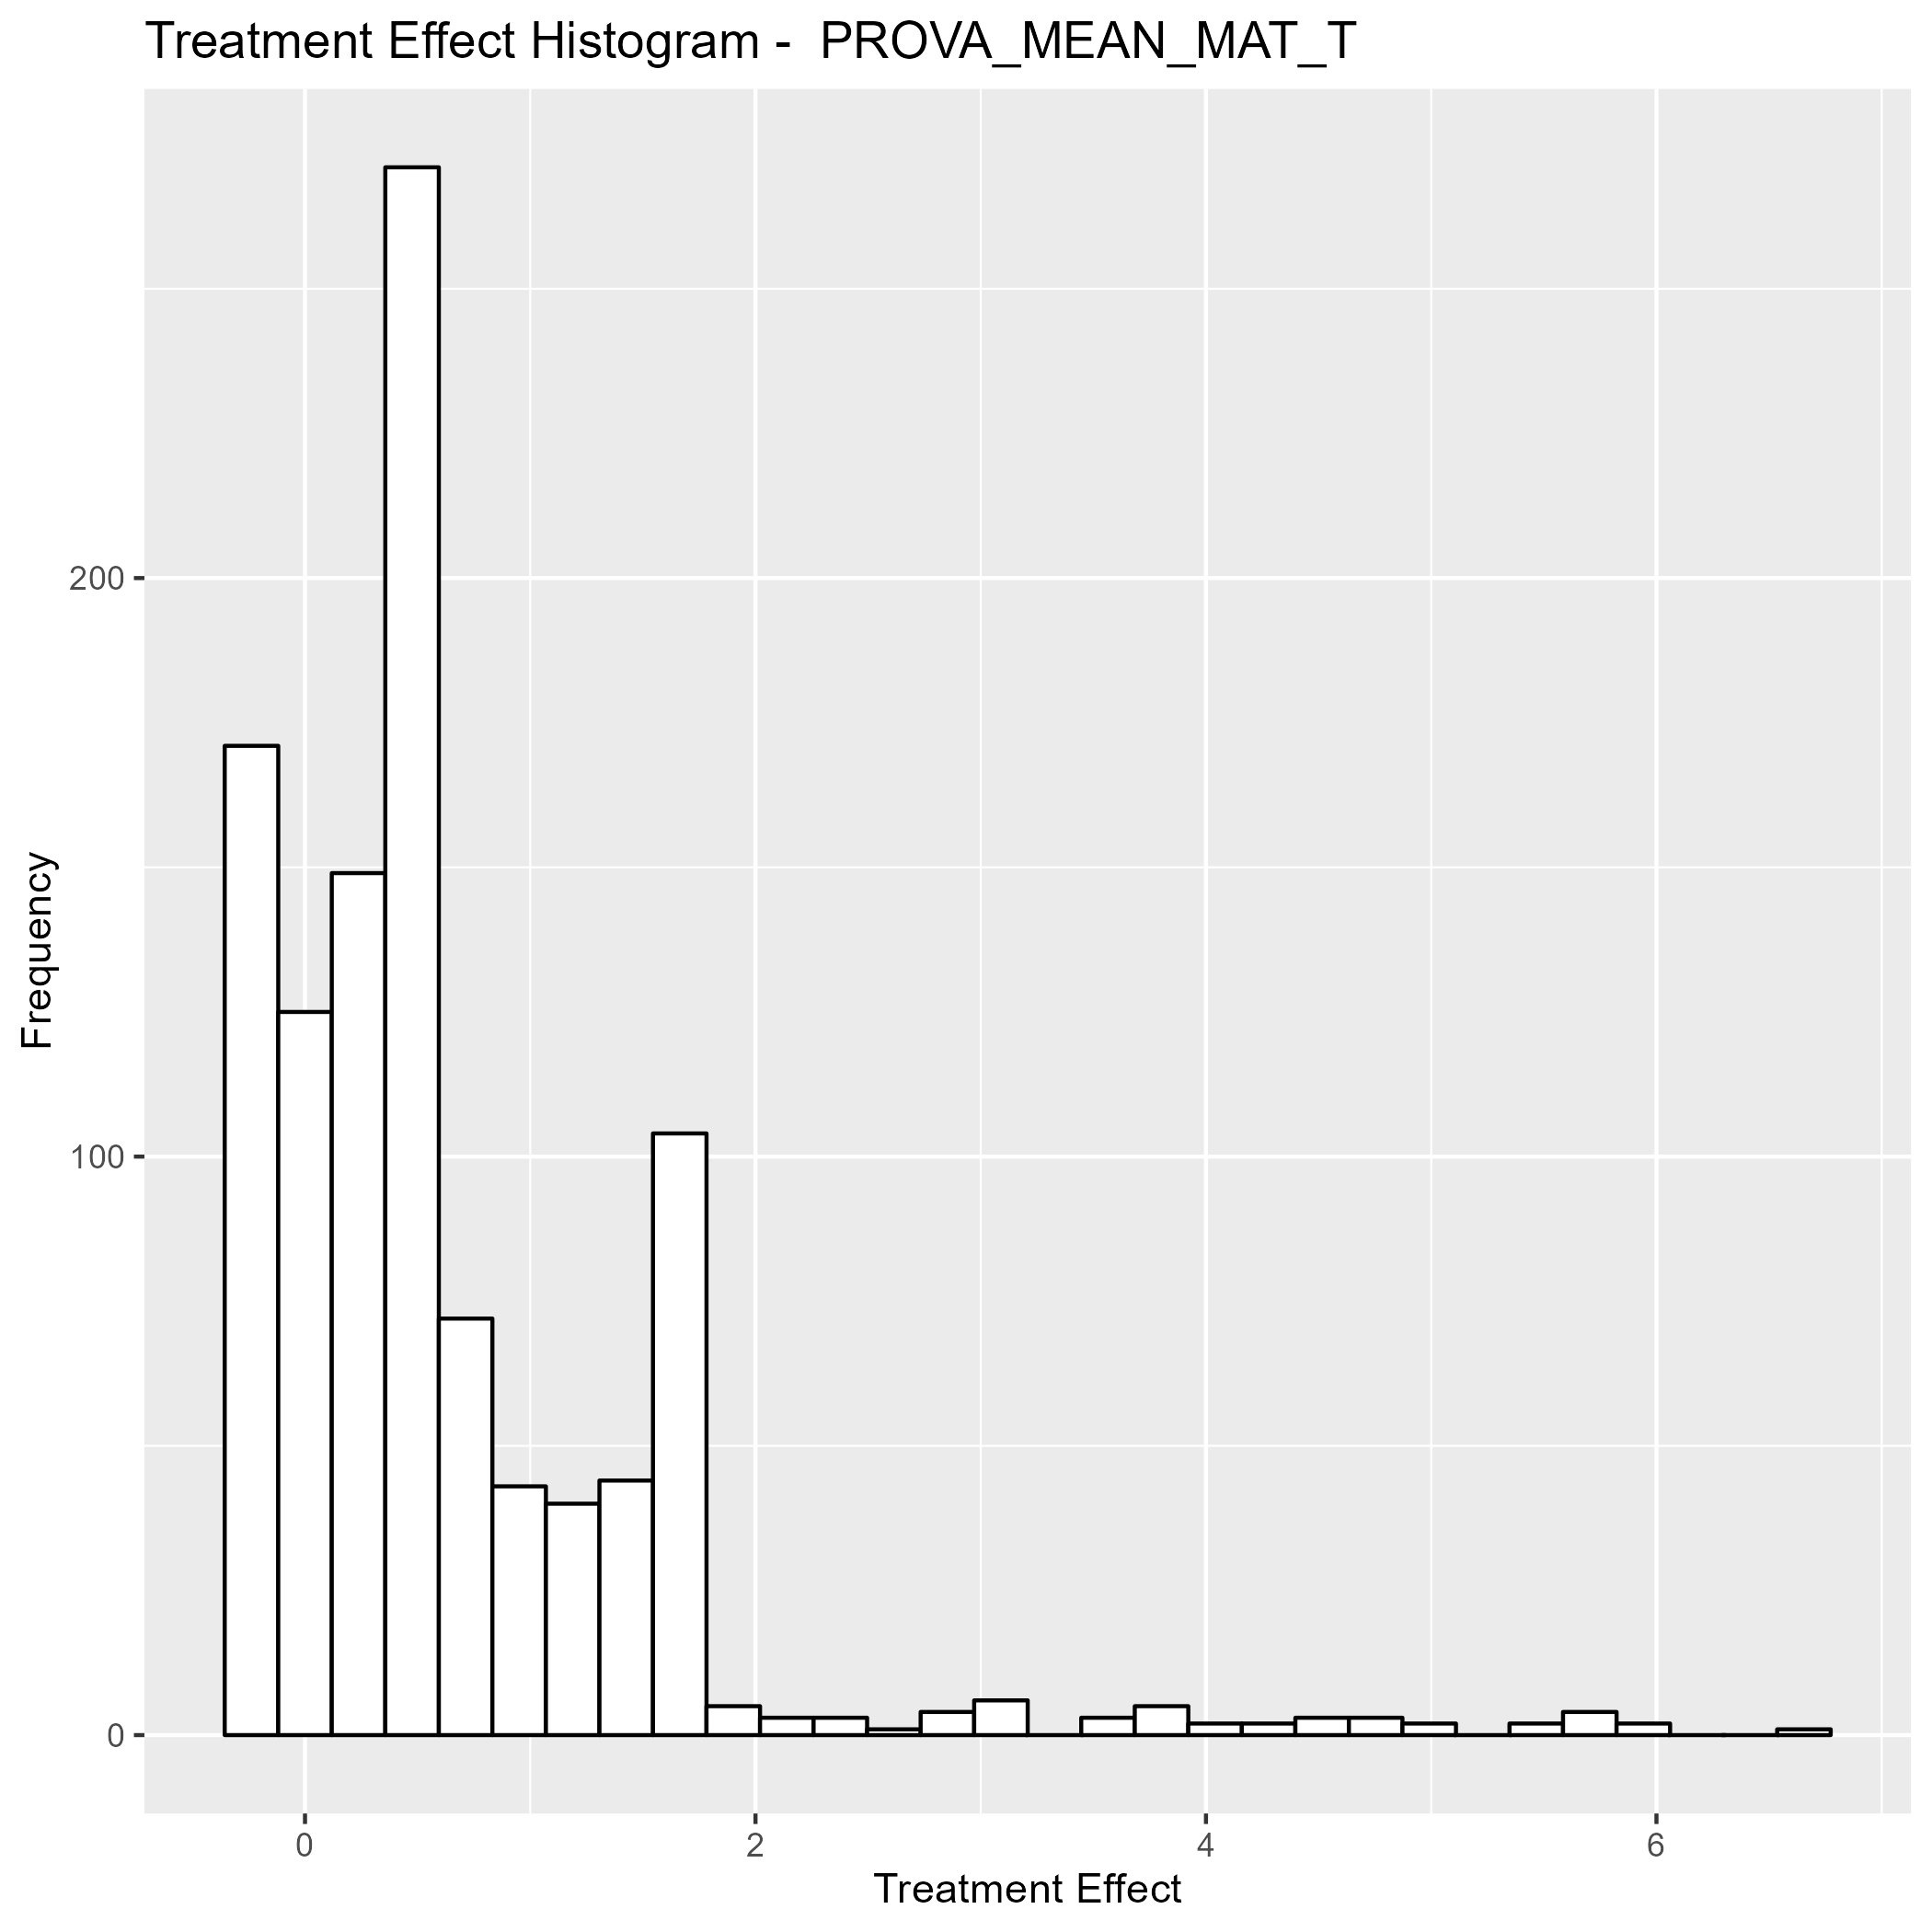 Treatment Effect Histogram -  PROVA_MEAN_MAT_T
Frequency
200
100
0
0 2 4 6
Treatment Effect